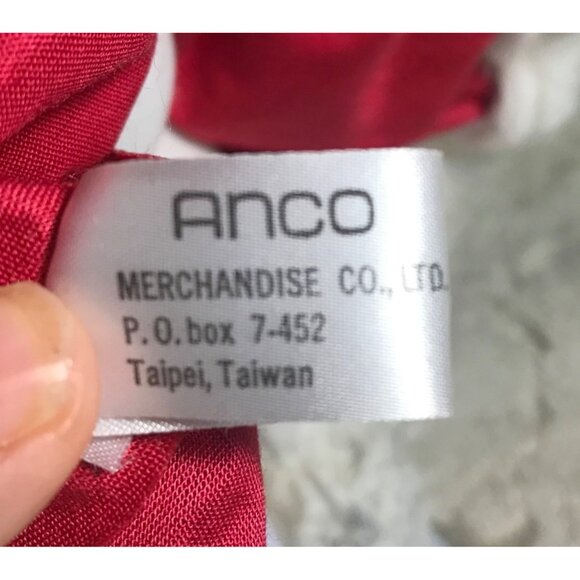 ANCO
MERCHANDISE CO., LTD.
P.O. box 7-452
Taipei, Taiwan